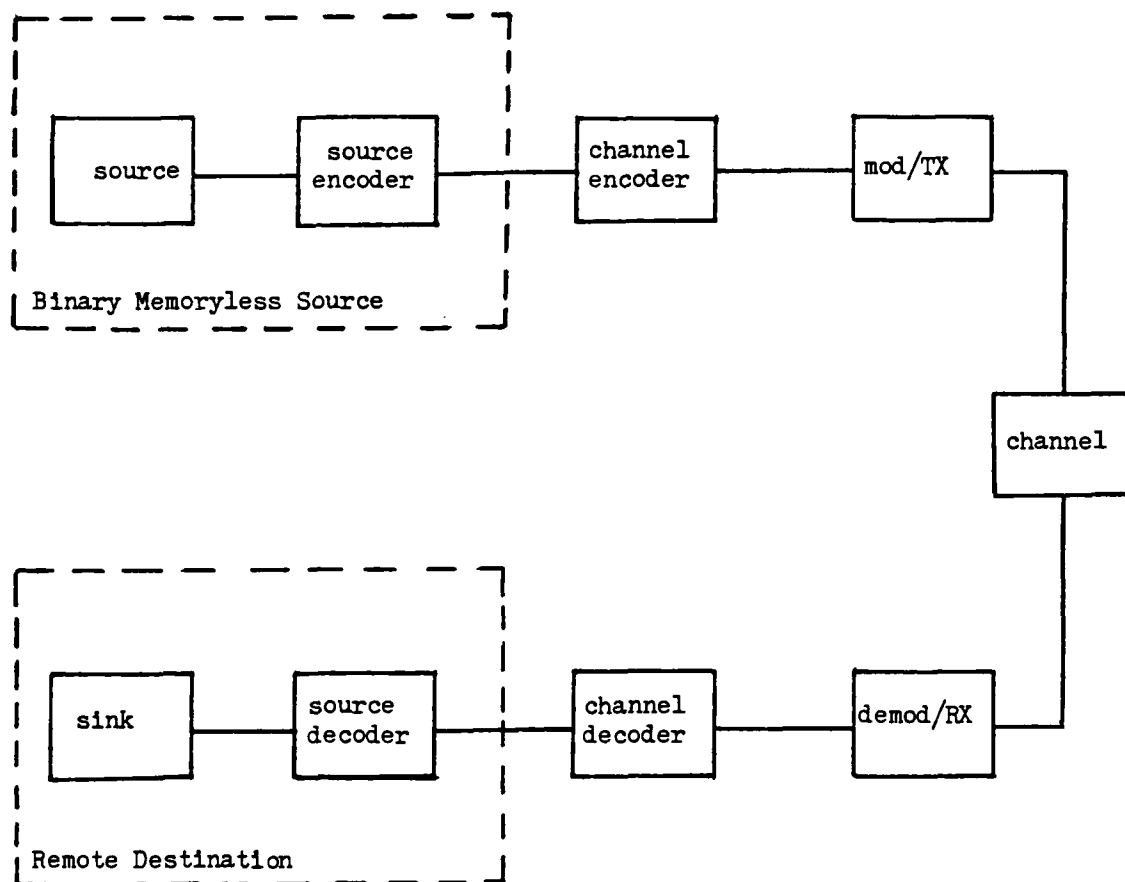 source
source
encoder
channel
encoder
mod/TX
Binary Memoryless Source
channel
sink
source
decoder
channel
decoder
demod/RX
Remote Destination